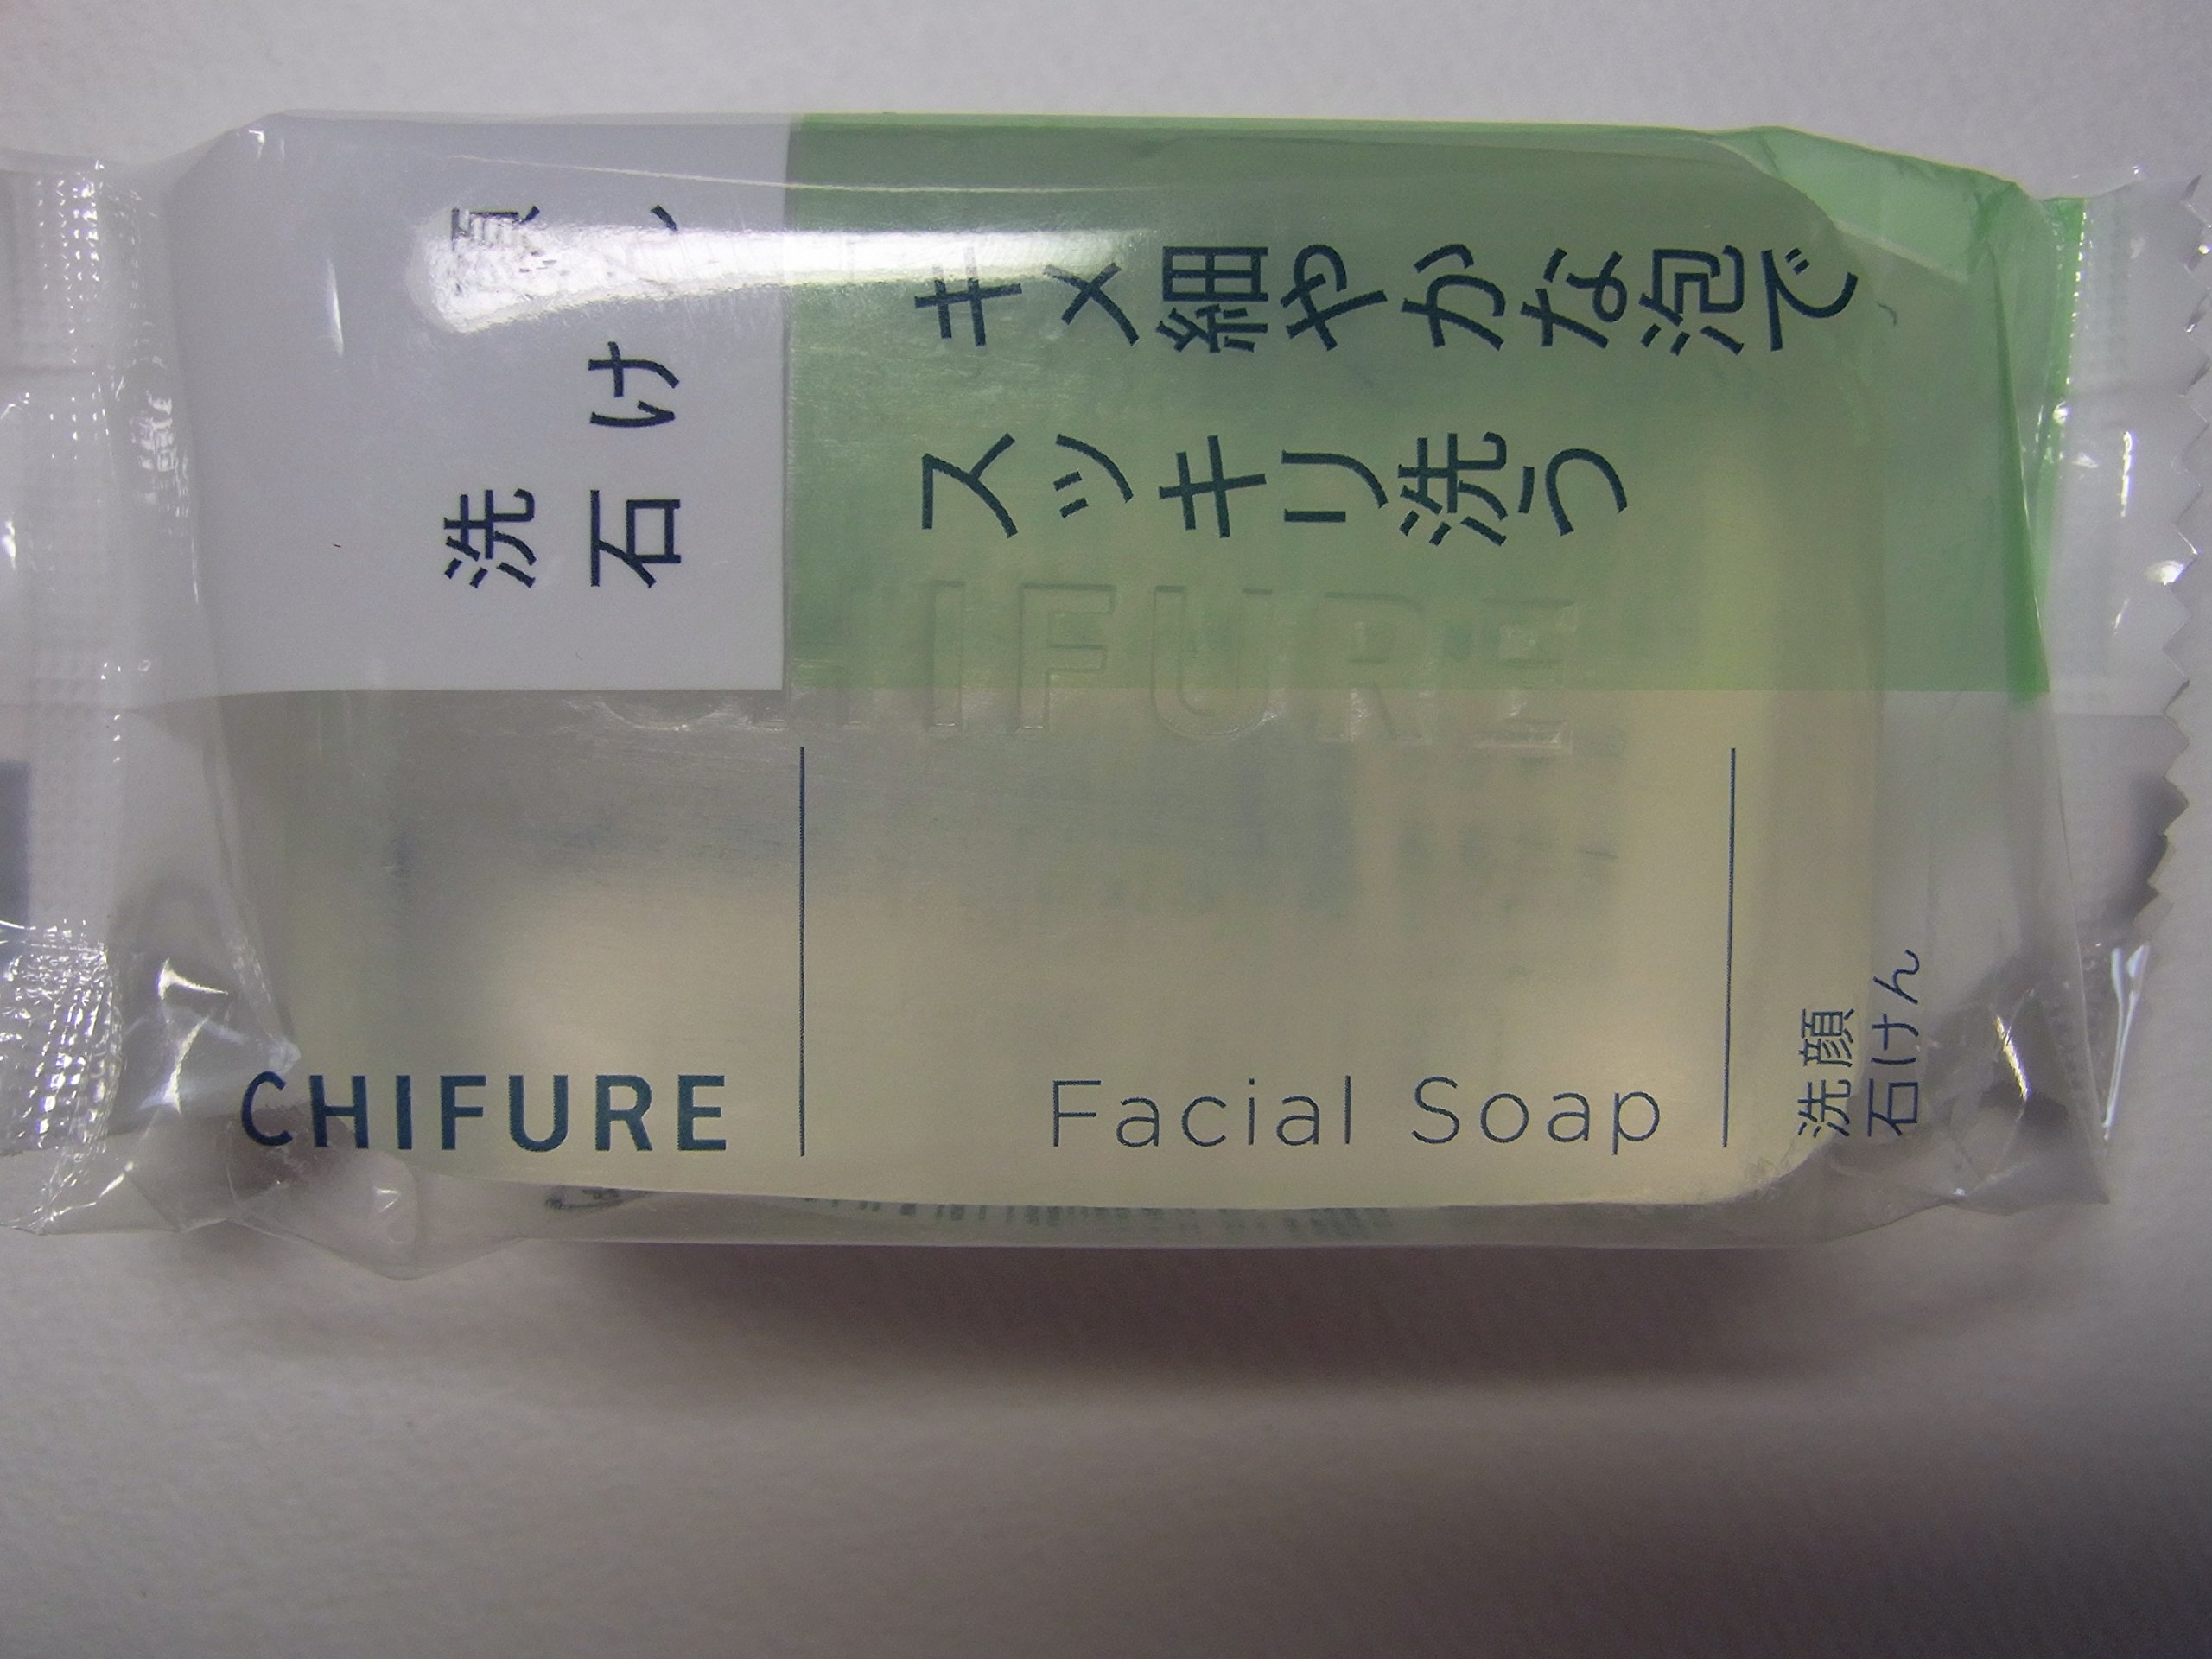 洗顔
石けん
キメ細やかな泡で
スッキリ洗う
CHIFURE
CHIFURE
Facial Soap
洗顔
石けん